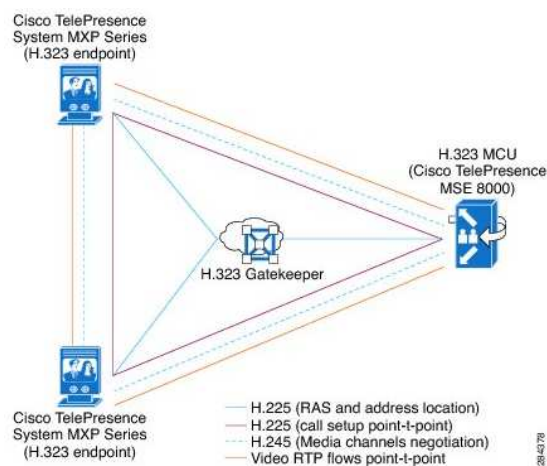 Cisco TelePresence
System MXP Series
(H.323 endpoint)
H.323 MCU
(Cisco TelePresence
MSE 8000)
H.323 Gatekeeper
Cisco TelePresence
System MXP Series
(H.323 endpoint)
H.225 (RAS and address location)
H.225 (call setup point-t-point)
H.245 (Media channels negotiation)
Video RTP flows point-t-point
284378